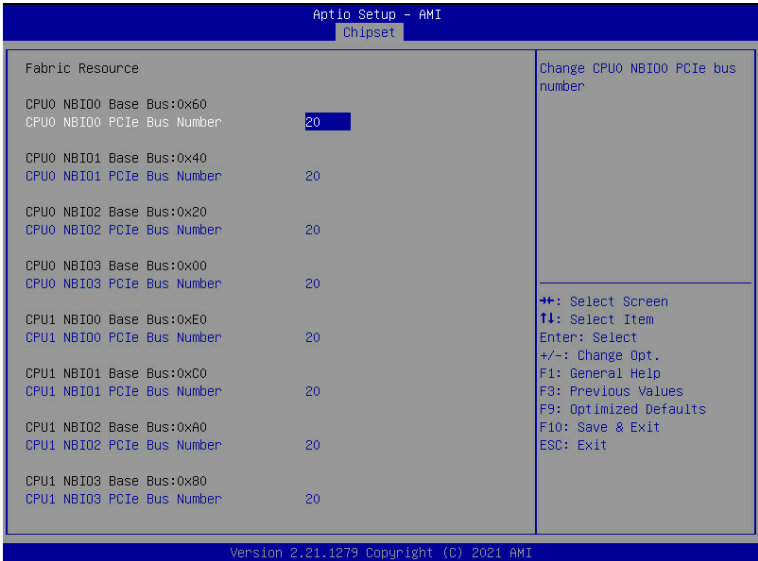 Aptio Setup – AMI
Chipset
Fabric Resource
CPU0 NBIO0 Base Bus:0x60
CPU0 NBIO0 PCIe Bus Number 20
CPU0 NBIO1 Base Bus:0x40
CPU0 NBIO1 PCIe Bus Number 20
CPU0 NBIO2 Base Bus:0x20
CPU0 NBIO2 PCIe Bus Number 20
CPU0 NBIO3 Base Bus:0x00
CPU0 NBIO3 PCIe Bus Number 20
CPU1 NBIO0 Base Bus:0xE0
CPU1 NBIO0 PCIe Bus Number 20
CPU1 NBIO1 Base Bus:0xC0
CPU1 NBIO1 PCIe Bus Number 20
CPU1 NBIO2 Base Bus:0xA0
CPU1 NBIO2 PCIe Bus Number 20
CPU1 NBIO3 Base Bus:0x80
CPU1 NBIO3 PCIe Bus Number 20
Change CPU0 NBIO0 PCIe bus
number
→←: Select Screen
↑↓: Select Item
Enter: Select
+/-: Change Opt.
F1: General Help
F3: Previous Values
F9: Optimized Defaults
F10: Save & Exit
ESC: Exit
Version 2.21.1279 Copyright (C) 2021 AMI